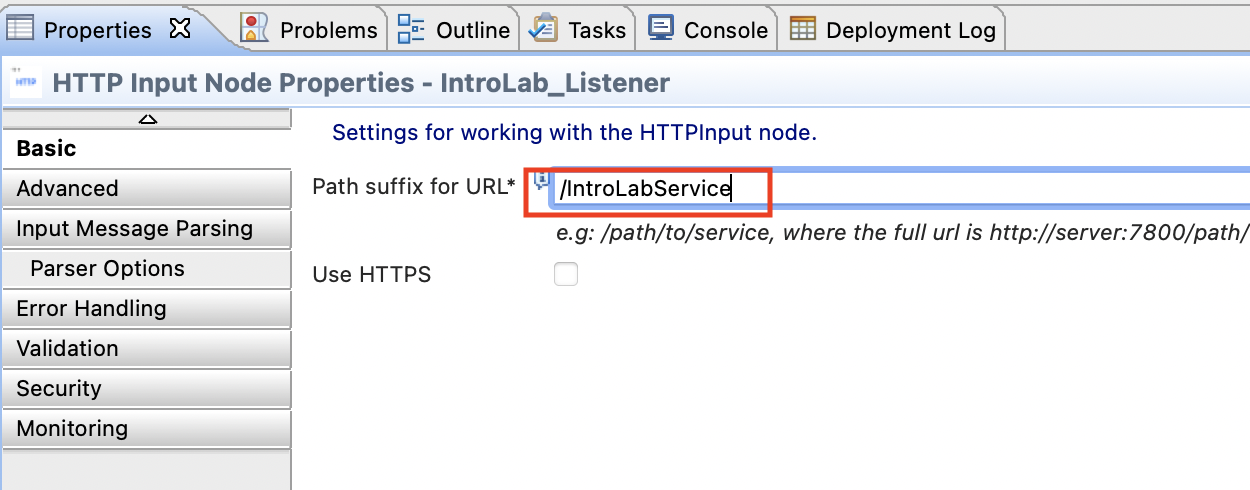 Properties Problems Outline Tasks Console Deployment Log
HTTP HTTP Input Node Properties - IntroLab_Listener
Settings for working with the HTTPInput node.
Basic
Advanced
Input Message Parsing
Parser Options
Error Handling
Validation
Security
Monitoring
Path suffix for URL* /IntroLabService
e.g: /path/to/service, where the full url is http://server:7800/path/
Use HTTPS